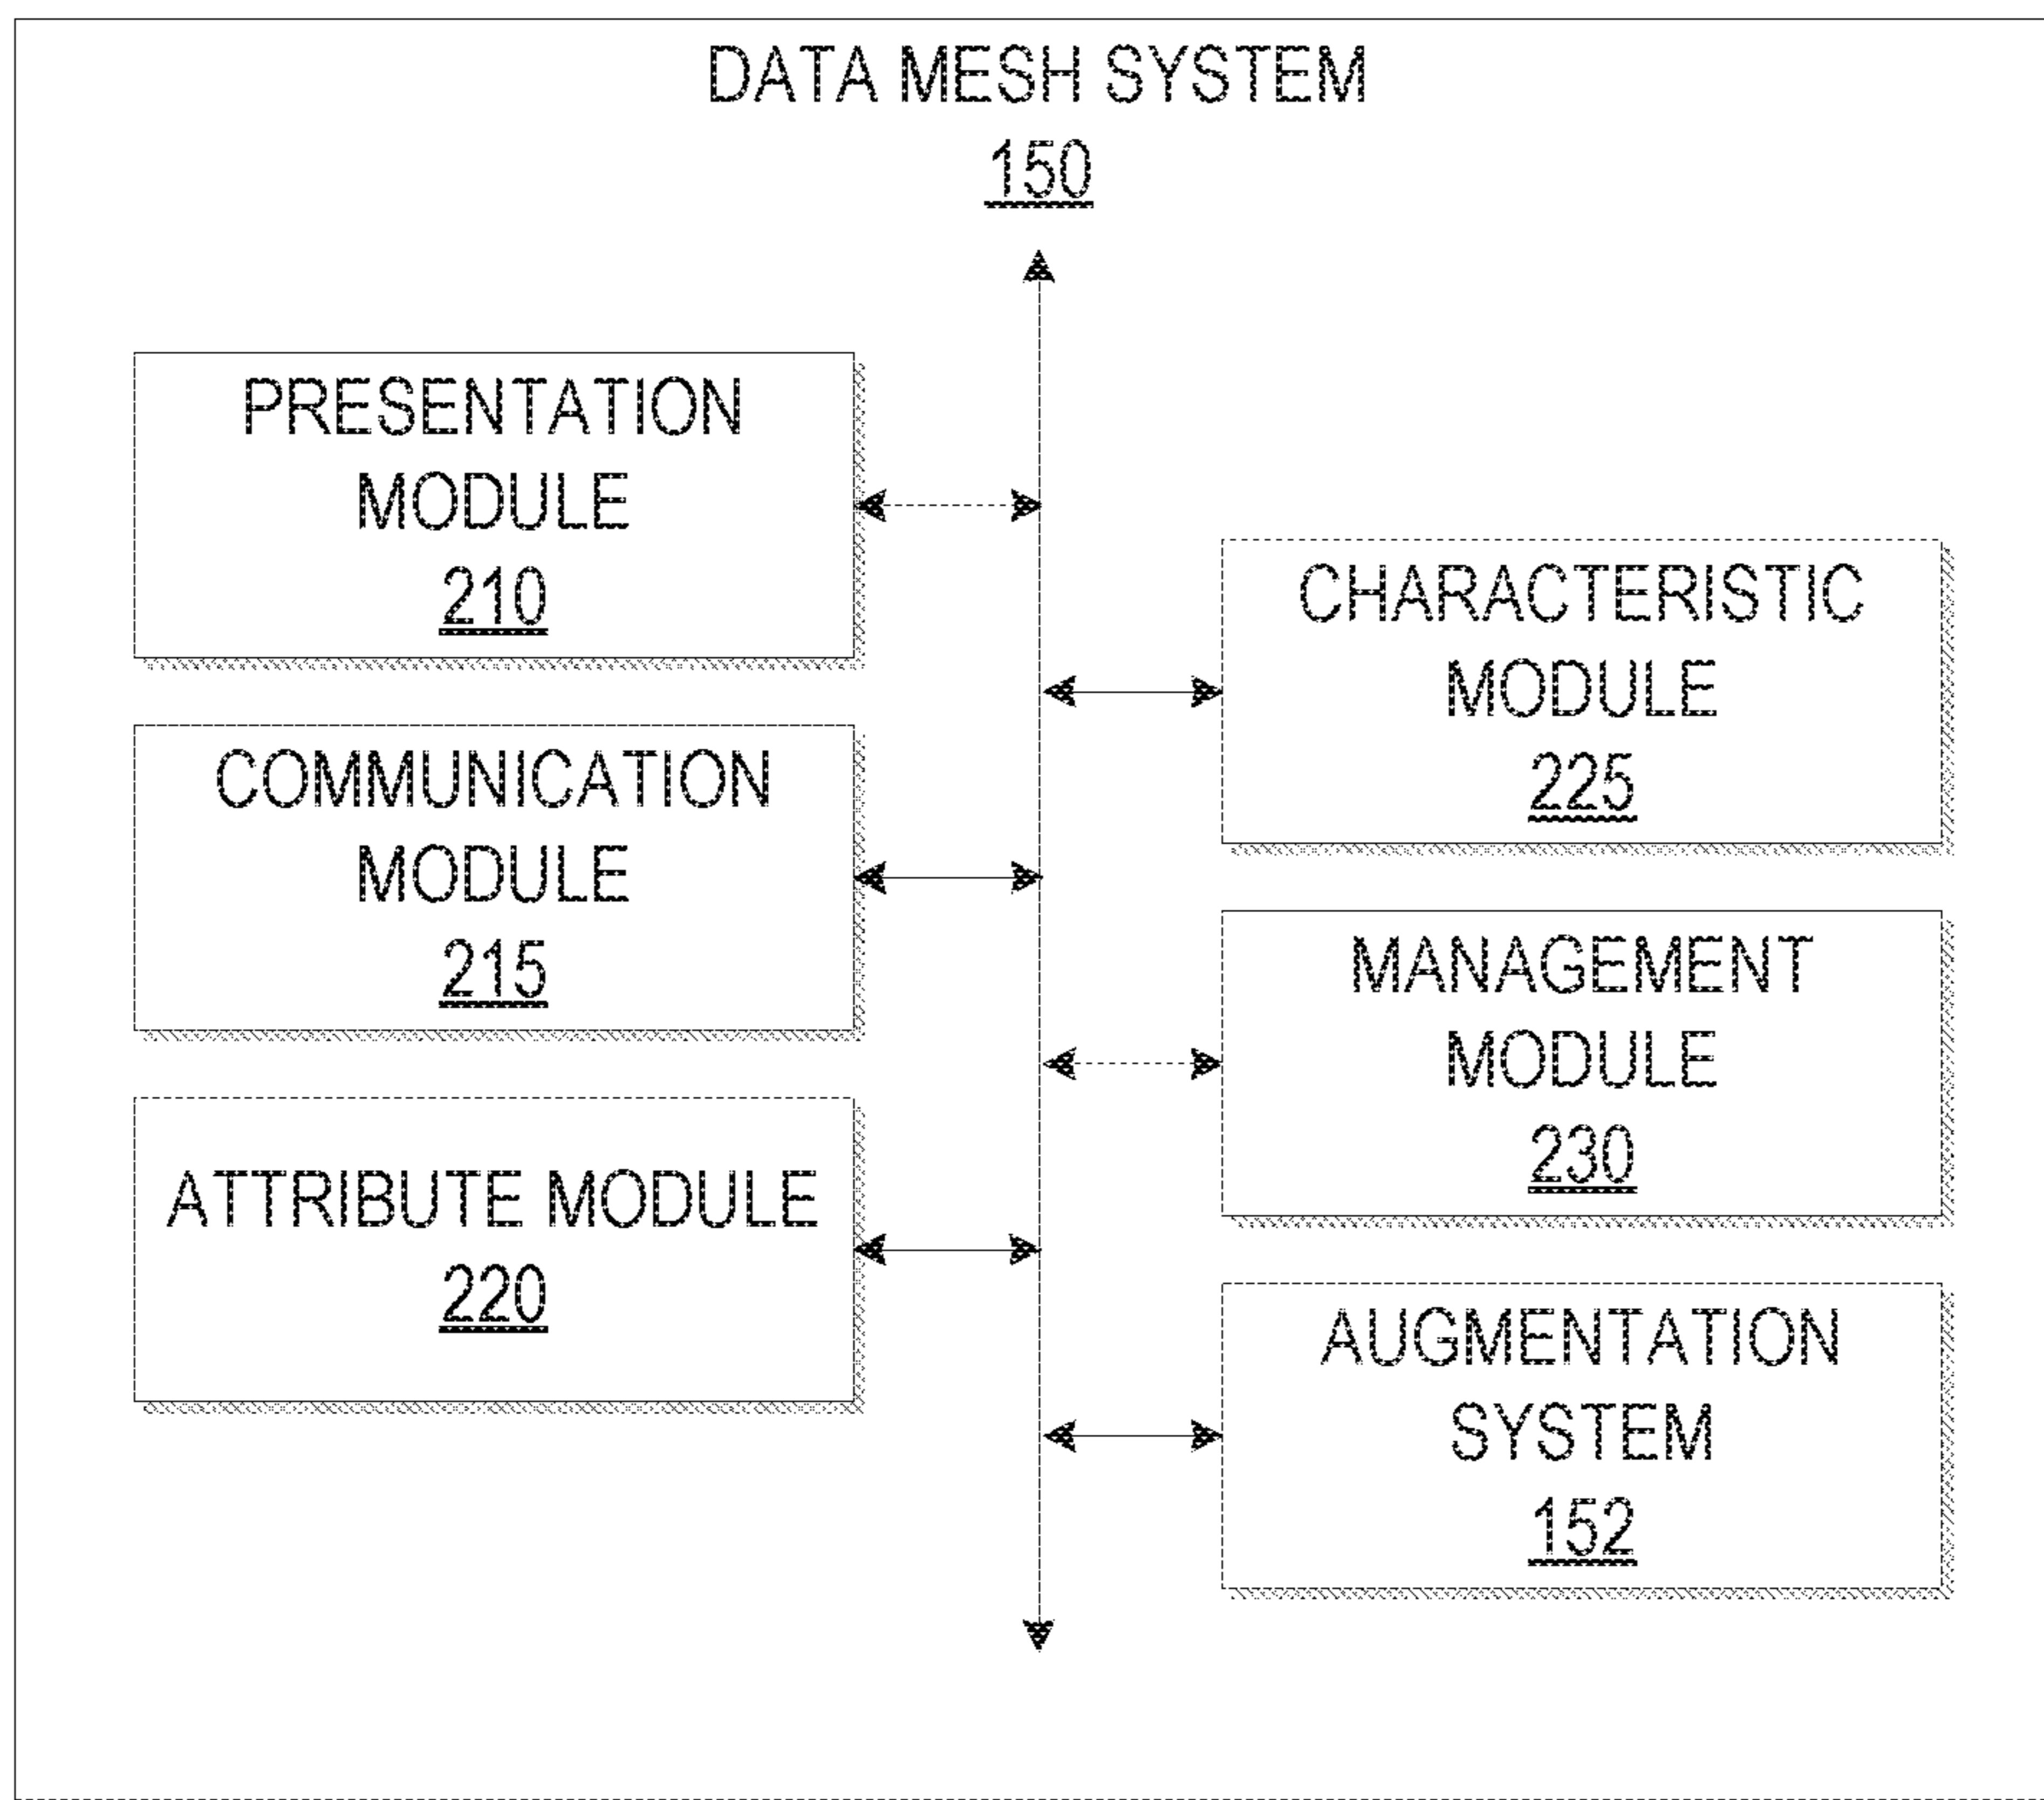 DATA MESH SYSTEM
150
PRESENTATION
MODULE
210
COMMUNICATION
MODULE
215
ATTRIBUTE MODULE
220
CHARACTERISTIC
MODULE
225
MANAGEMENT
MODULE
230
AUGMENTATION
SYSTEM
152